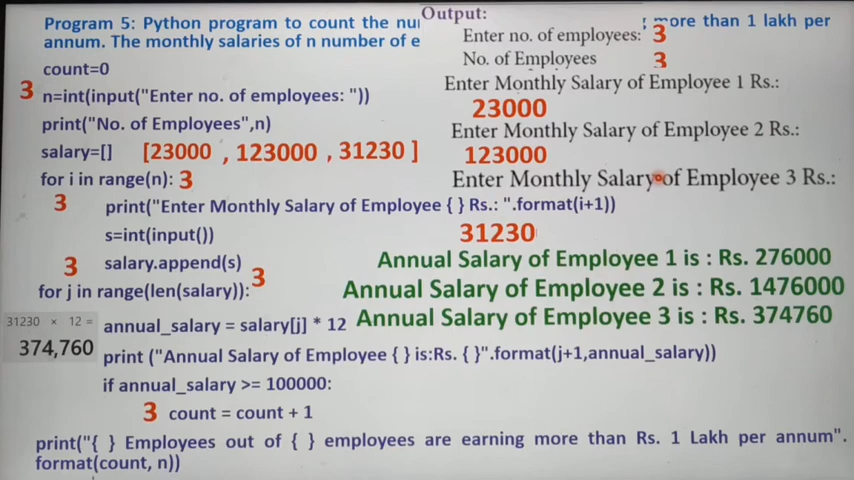 Program 5: Python program to count the nu
more than 1 lakh per
annum. The monthly salaries of n number of e
count=0
3 n=int(input("Enter no. of employees: "))
print("No. of Employees",n)
salary=[] [23000 , 123000 , 31230 ]
for i in range(n): 3
3 print("Enter Monthly Salary of Employee { } Rs.: ".format(i+1))
s=int(input())
3 salary.append(s)
for j in range(len(salary)): 3
31230 × 12 =
374,760
annual_salary = salary[j] * 12
print ("Annual Salary of Employee { } is:Rs. { }".format(j+1,annual_salary))
if annual_salary >= 100000:
3 count = count + 1
print("{ } Employees out of { } employees are earning more than Rs. 1 Lakh per annum".
format(count, n))
Output:
Enter no. of employees: 3
No. of Employees 3
Enter Monthly Salary of Employee 1 Rs.:
23000
Enter Monthly Salary of Employee 2 Rs.:
123000
Enter Monthly Salary of Employee 3 Rs.:
31230
Annual Salary of Employee 1 is : Rs. 276000
Annual Salary of Employee 2 is : Rs. 1476000
Annual Salary of Employee 3 is : Rs. 374760